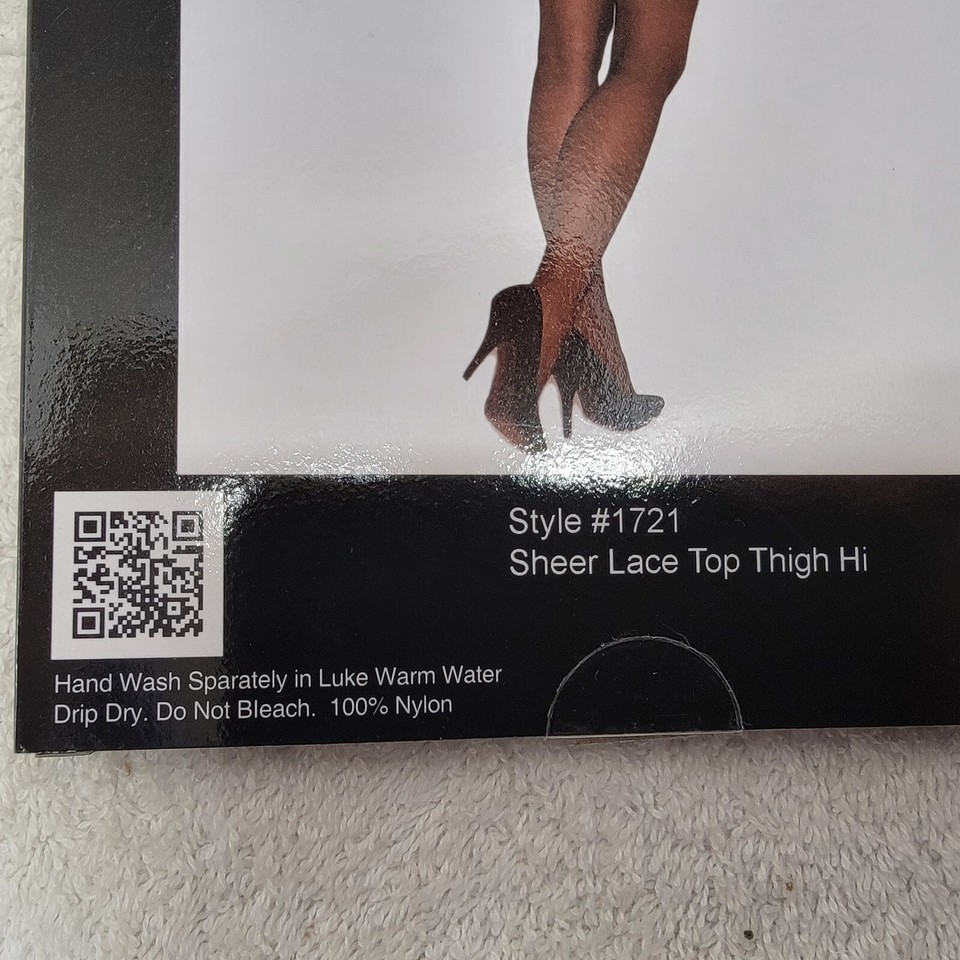 Style #1721
Sheer Lace Top Thigh Hi
Hand Wash Sparately in Luke Warm Water
Drip Dry. Do Not Bleach. 100% Nylon